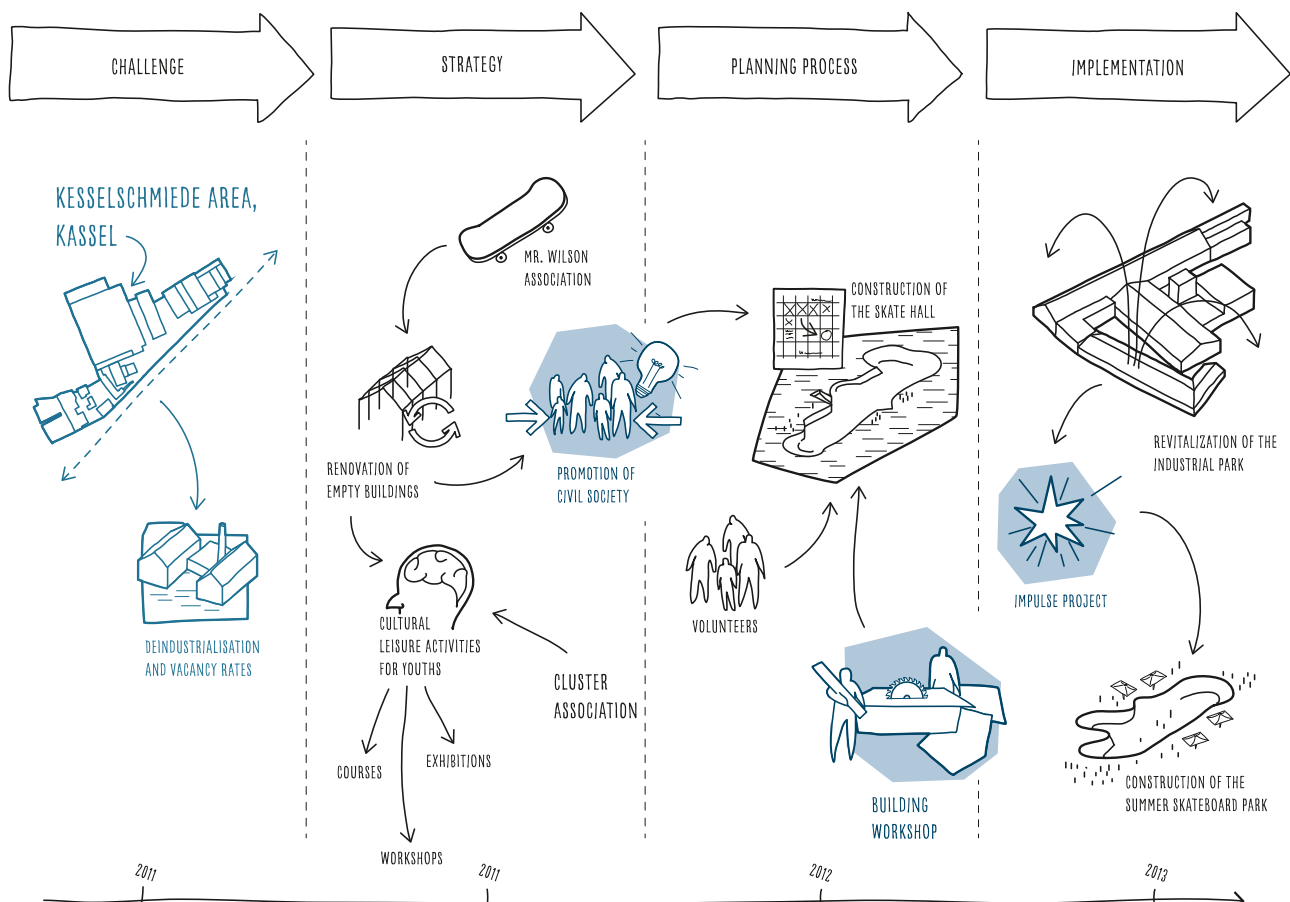 CHALLENGE
STRATEGY
PLANNING PROCESS
IMPLEMENTATION
KESSELSCHMIEDE AREA,
KASSEL
DEINDUSTRIALISATION
AND VACANCY RATES
MR. WILSON
ASSOCIATION
RENOVATION OF
EMPTY BUILDINGS
PROMOTION OF
CIVIL SOCIETY
CULTURAL
LEISURE ACTIVITIES
FOR YOUTHS
CLUSTER
ASSOCIATION
COURSES
EXHIBITIONS
WORKSHOPS
CONSTRUCTION OF
THE SKATE HALL
VOLUNTEERS
BUILDING
WORKSHOP
REVITALIZATION OF THE
INDUSTRIAL PARK
IMPULSE PROJECT
CONSTRUCTION OF THE
SUMMER SKATEBOARD PARK
2011
2011
2012
2013